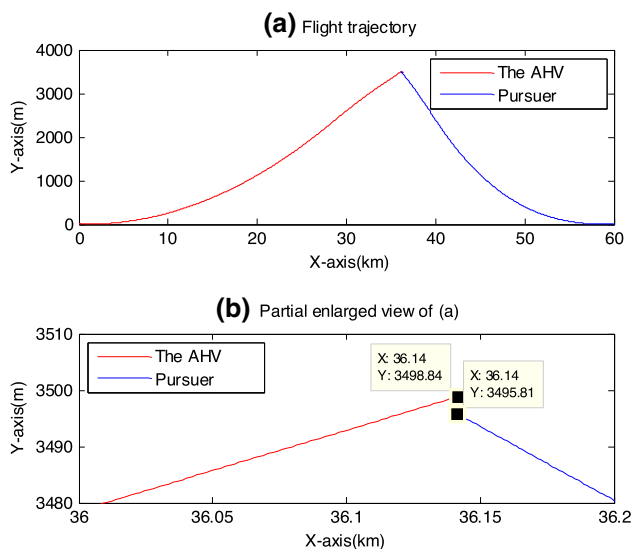 (a) Flight trajectory
4000
3000
2000
1000
0
Y-axis(m)
The AHV
Pursuer
0 10 20 30 40 50 60
X-axis(km)
(b) Partial enlarged view of (a)
3510
3500
3490
3480
Y-axis(m)
The AHV
Pursuer
X: 36.14
Y: 3498.84
X: 36.14
Y: 3495.81
36 36.05 36.1 36.15 36.2
X-axis(km)